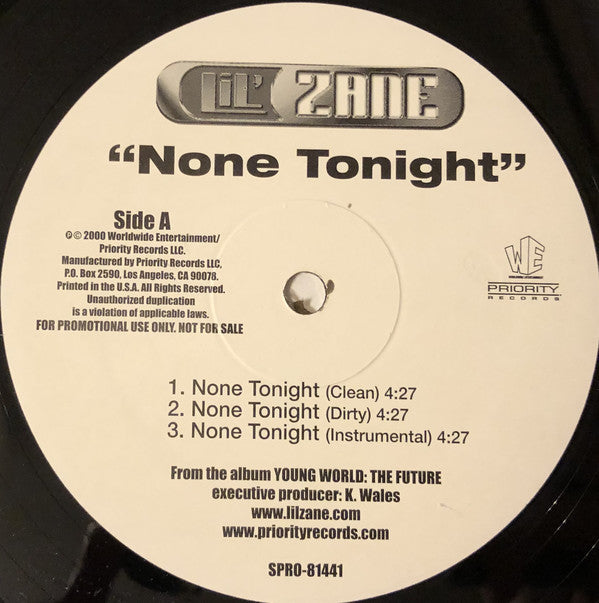 LiL' ZANE
“None Tonight”
Side A
℗ © 2000 Worldwide Entertainment/
Priority Records LLC.
Manufactured by Priority Records LLC,
P.O. Box 2590, Los Angeles. CA 90078.
Printed in the U.S.A. All Rights Reserved.
Unauthorized duplication
is a violation of applicable laws.
FOR PROMOTIONAL USE ONLY. NOT FOR SALE
WE
WORLDWIDE ENTERTAINMENT
PRIORITY
RECORDS
1. None Tonight (Clean) 4:27
2. None Tonight (Dirty) 4:27
3. None Tonight (Instrumental) 4:27
From the album YOUNG WORLD: THE FUTURE
executive producer: K. Wales
www.lilzane.com
www.priorityrecords.com
SPRO-81441